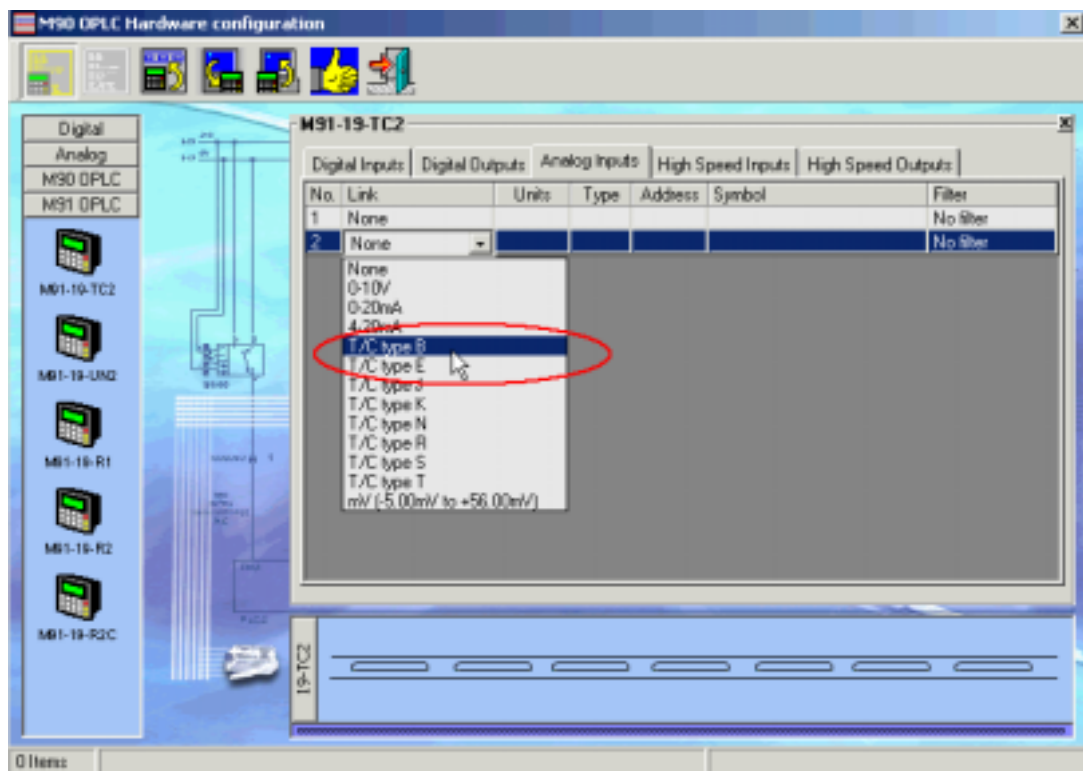 M90 OPLC Hardware configuration
Digital
Analog
M90 OPLC
M91 OPLC
M91-19-TC2
M91-19-UN2
M91-19-R1
M91-19-R2
M91-19-R2C
M91-19-TC2
Digital Inputs Digital Outputs Analog Inputs High Speed Inputs High Speed Outputs
No. Link Units Type Address Symbol Filter
1 None No filter
2 None No filter
None
0-10V
0-20mA
4-20mA
T/C type B
T/C type E
T/C type J
T/C type K
T/C type N
T/C type R
T/C type S
T/C type T
mV (-5.00mV to +56.00mV)
19-TC2
0 Items